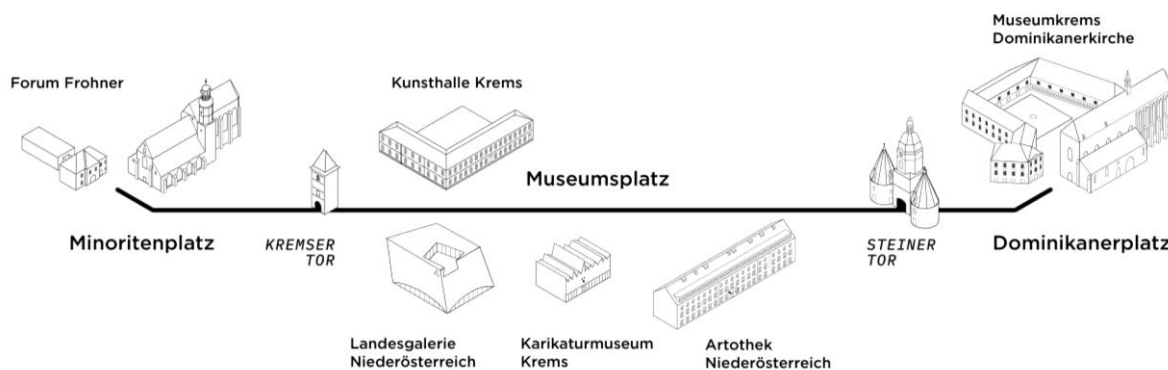 Museumkrems
Dominikanerkirche
Forum Frohner
Kunsthalle Krems
Museumsplatz
Minoritenplatz
KREMSER
TOR
STEINER
TOR
Dominikanerplatz
Landesgalerie
Niederösterreich
Karikaturmuseum
Krems
Artothek
Niederösterreich